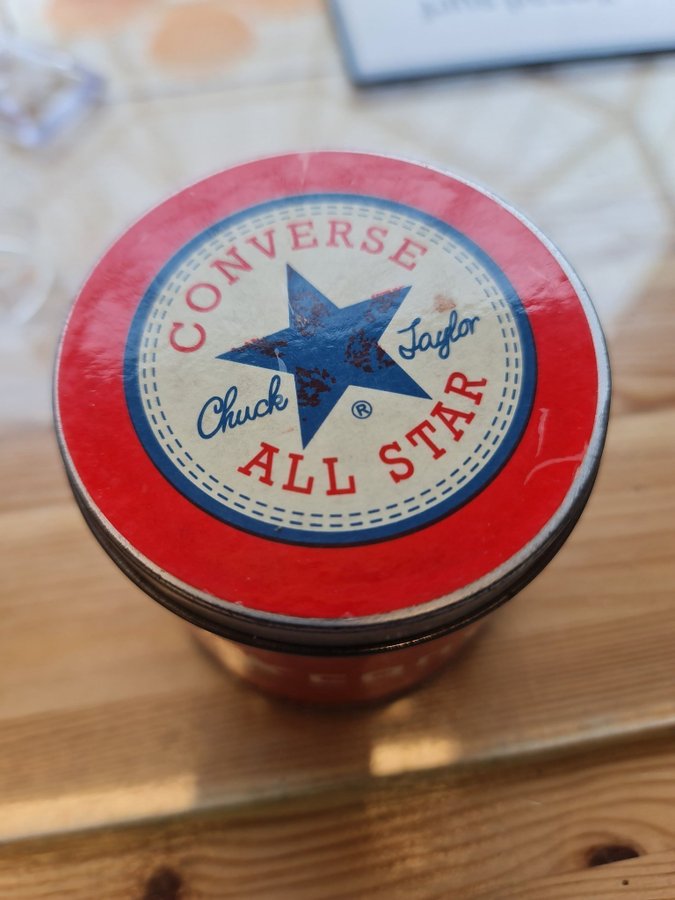 CONVERSE
Chuck Taylor
®
ALL STAR